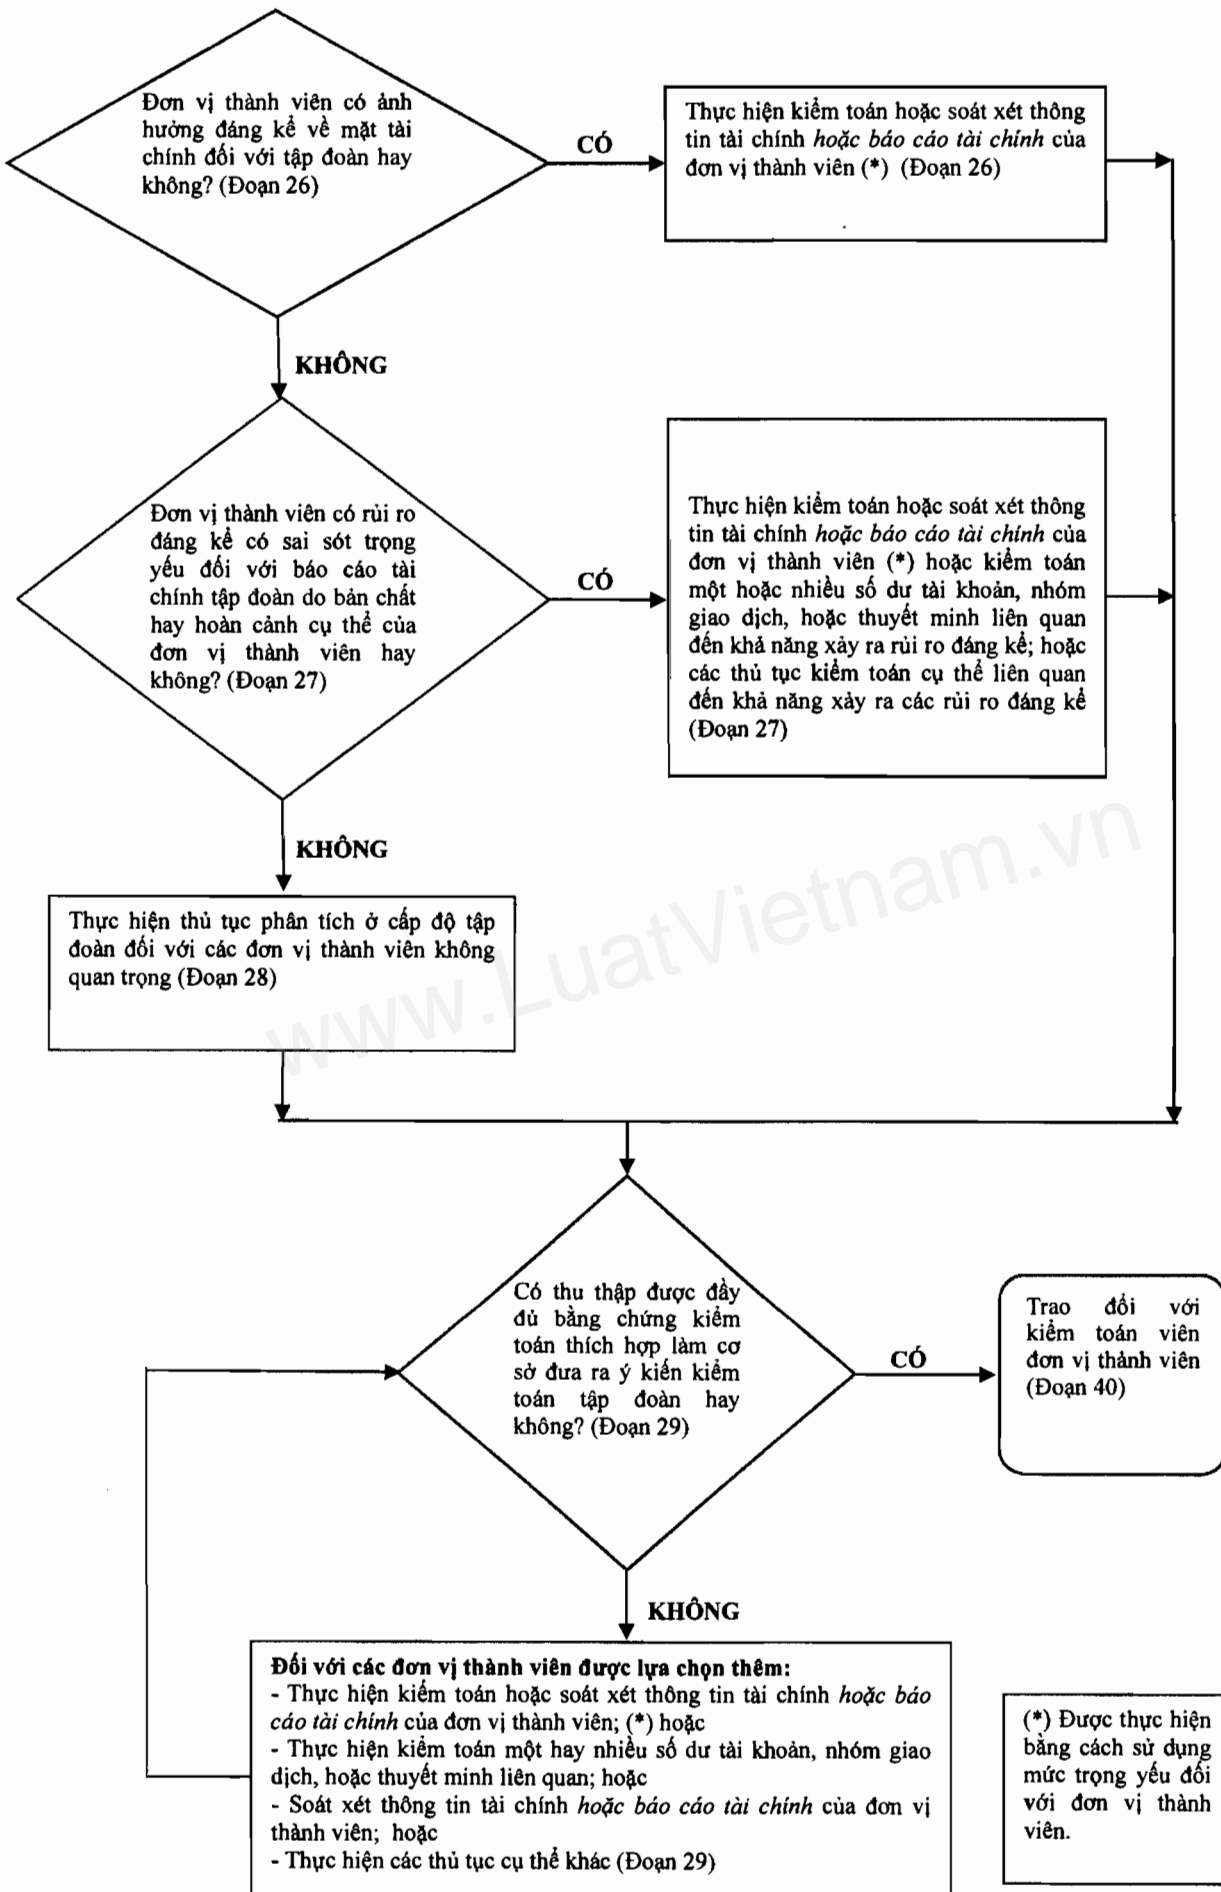 Đơn vị thành viên có ảnh
hưởng đáng kể về mặt tài
chính đối với tập đoàn hay
không? (Đoạn 26)
CÓ
Thực hiện kiểm toán hoặc soát xét thông
tin tài chính hoặc báo cáo tài chính của
đơn vị thành viên (*) (Đoạn 26)
KHÔNG
Đơn vị thành viên có rủi ro
đáng kể có sai sót trọng
yếu đối với báo cáo tài
chính tập đoàn do bản chất
hay hoàn cảnh cụ thể của
đơn vị thành viên hay
không? (Đoạn 27)
CÓ
Thực hiện kiểm toán hoặc soát xét thông
tin tài chính hoặc báo cáo tài chính của
đơn vị thành viên (*) hoặc kiểm toán
một hoặc nhiều số dư tài khoản, nhóm
giao dịch, hoặc thuyết minh liên quan
đến khả năng xảy ra rủi ro đáng kể; hoặc
các thủ tục kiểm toán cụ thể liên quan
đến khả năng xảy ra các rủi ro đáng kể
(Đoạn 27)
KHÔNG
Thực hiện thủ tục phân tích ở cấp độ tập
đoàn đối với các đơn vị thành viên không
quan trọng (Đoạn 28)
www.LuatVietnam.vn
Có thu thập được đầy
đủ bằng chứng kiểm
toán thích hợp làm cơ
sở đưa ra ý kiến kiểm
toán tập đoàn hay
không? (Đoạn 29)
CÓ
Trao đổi với
kiểm toán viên
đơn vị thành viên
(Đoạn 40)
KHÔNG
Đối với các đơn vị thành viên được lựa chọn thêm:
- Thực hiện kiểm toán hoặc soát xét thông tin tài chính hoặc báo
cáo tài chính của đơn vị thành viên; (*) hoặc
- Thực hiện kiểm toán một hay nhiều số dư tài khoản, nhóm giao
dịch, hoặc thuyết minh liên quan; hoặc
- Soát xét thông tin tài chính hoặc báo cáo tài chính của đơn vị
thành viên; hoặc
- Thực hiện các thủ tục cụ thể khác (Đoạn 29)
(*) Được thực hiện
bằng cách sử dụng
mức trọng yếu đối
với đơn vị thành
viên.